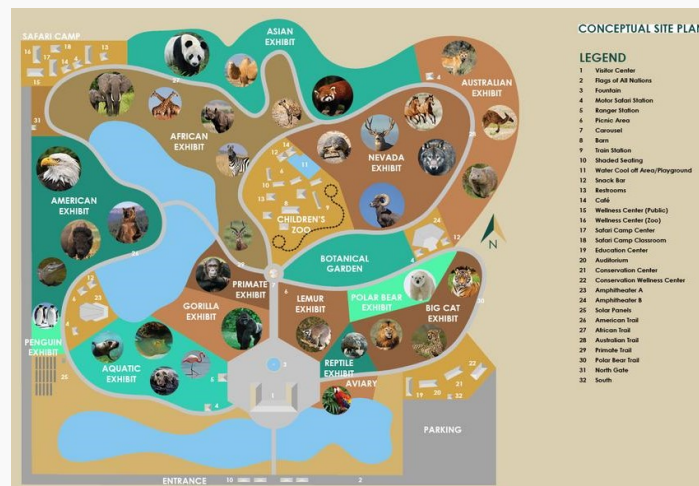 CONCEPTUAL SITE PLAN
LEGEND
1 Visitor Center
2 Flags of All Nations
3 Fountain
4 Motor Safari Station
5 Ranger Station
6 Picnic Area
7 Carousel
8 Barn
9 Train Station
10 Shaded Seating
11 Water Cool off Area/Playground
12 Snack Bar
13 Restrooms
14 Café
15 Wellness Center (Public)
16 Wellness Center (Zoo)
17 Safari Camp Center
18 Safari Camp Classroom
19 Education Center
20 Auditorium
21 Conservation Center
22 Conservation Wellness Center
23 Amphitheater A
24 Amphitheater B
25 Solar Panels
26 American Trail
27 African Trail
28 Australian Trail
29 Primate Trail
30 Polar Bear Trail
31 North Gate
32 South
SAFARI CAMP
ASIAN
EXHIBIT
AUSTRALIAN
EXHIBIT
AFRICAN
EXHIBIT
NEVADA
EXHIBIT
AMERICAN
EXHIBIT
CHILDREN'S
ZOO
BOTANICAL
GARDEN
PRIMATE
EXHIBIT
GORILLA
EXHIBIT
LEMUR
EXHIBIT
POLAR BEAR
EXHIBIT
BIG CAT
EXHIBIT
PENGUIN
EXHIBIT
AQUATIC
EXHIBIT
REPTILE
EXHIBIT
AVIARY
PARKING
ENTRANCE